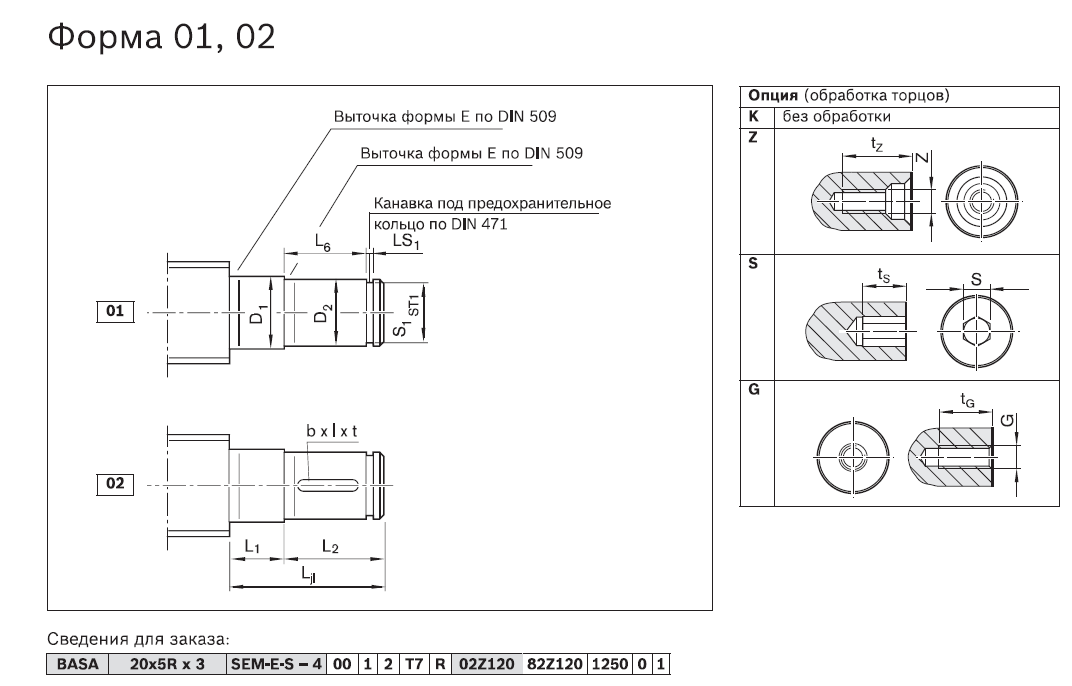 Форма 01, 02
Выточка формы E по DIN 509
Выточка формы E по DIN 509
Канавка под предохранительное
кольцо по DIN 471
L6
LS1
01
D1
D2
S1 ST1
b x l x t
02
L1
L2
Ljl
Опция (обработка торцов)
K без обработки
Z
tZ
Z
S
tS
S
G
tG
G
Сведения для заказа:
BASA 20x5R x 3 SEM-E-S – 4 00 1 2 T7 R 02Z120 82Z120 1250 0 1